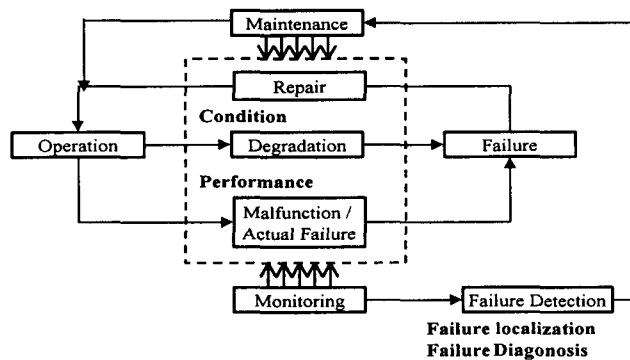 Maintenance
Repair
Condition
Operation
Degradation
Failure
Performance
Malfunction /
Actual Failure
Monitoring
Failure Detection
Failure localization
Failure Diagonosis